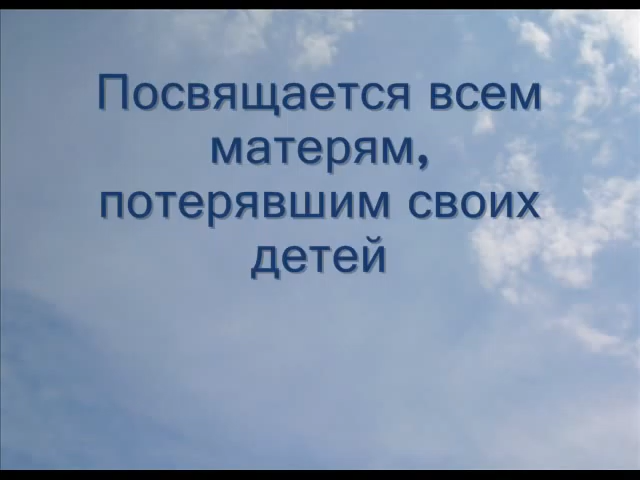 Посвящается всем
матерям,
потерявшим своих
детей